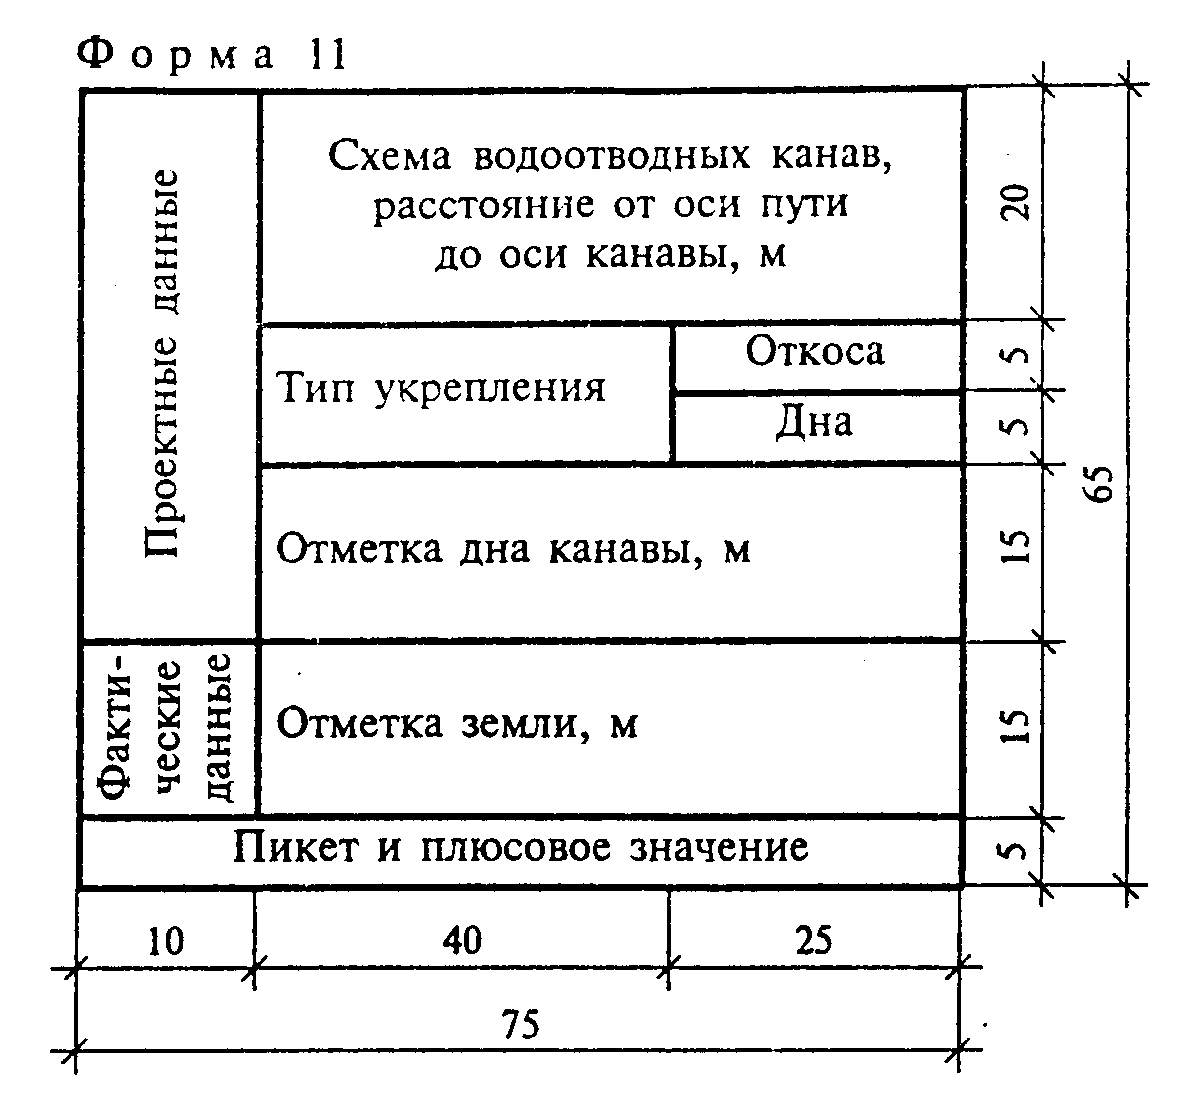 Форма 11
Проектные данные
Схема водоотводных канав,
расстояние от оси пути
до оси канавы, м
20
Тип укрепления
Откоса
5
Дна
5
65
Отметка дна канавы, м
15
Факти-
ческие
данные
Отметка земли, м
15
Пикет и плюсовое значение
5
10
40
25
75